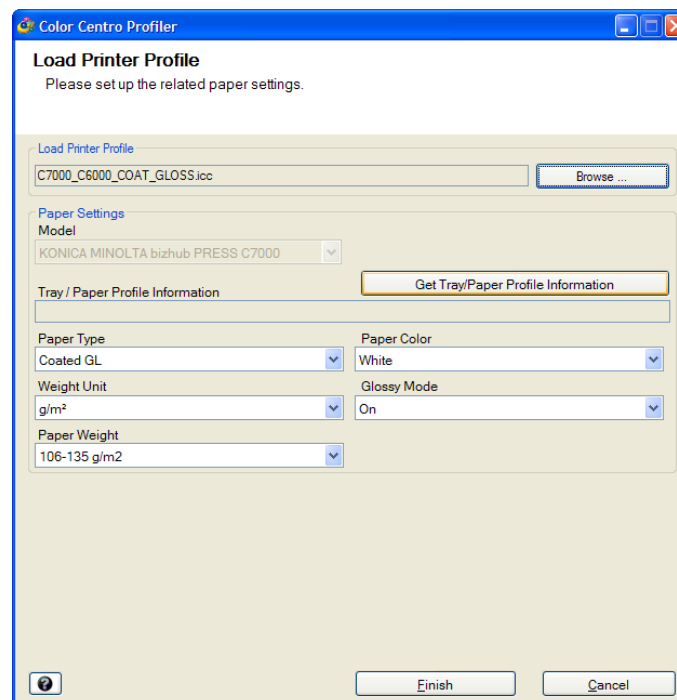 Color Centro Profiler
Load Printer Profile
Please set up the related paper settings.
Load Printer Profile
C7000_C6000_COAT_GLOSS.icc
Browse ...
Paper Settings
Model
KONICA MINOLTA bizhub PRESS C7000
Get Tray/Paper Profile Information
Tray / Paper Profile Information
Paper Type
Paper Color
Coated GL
White
Weight Unit
Glossy Mode
g/m²
On
Paper Weight
106-135 g/m2
Finish
Cancel